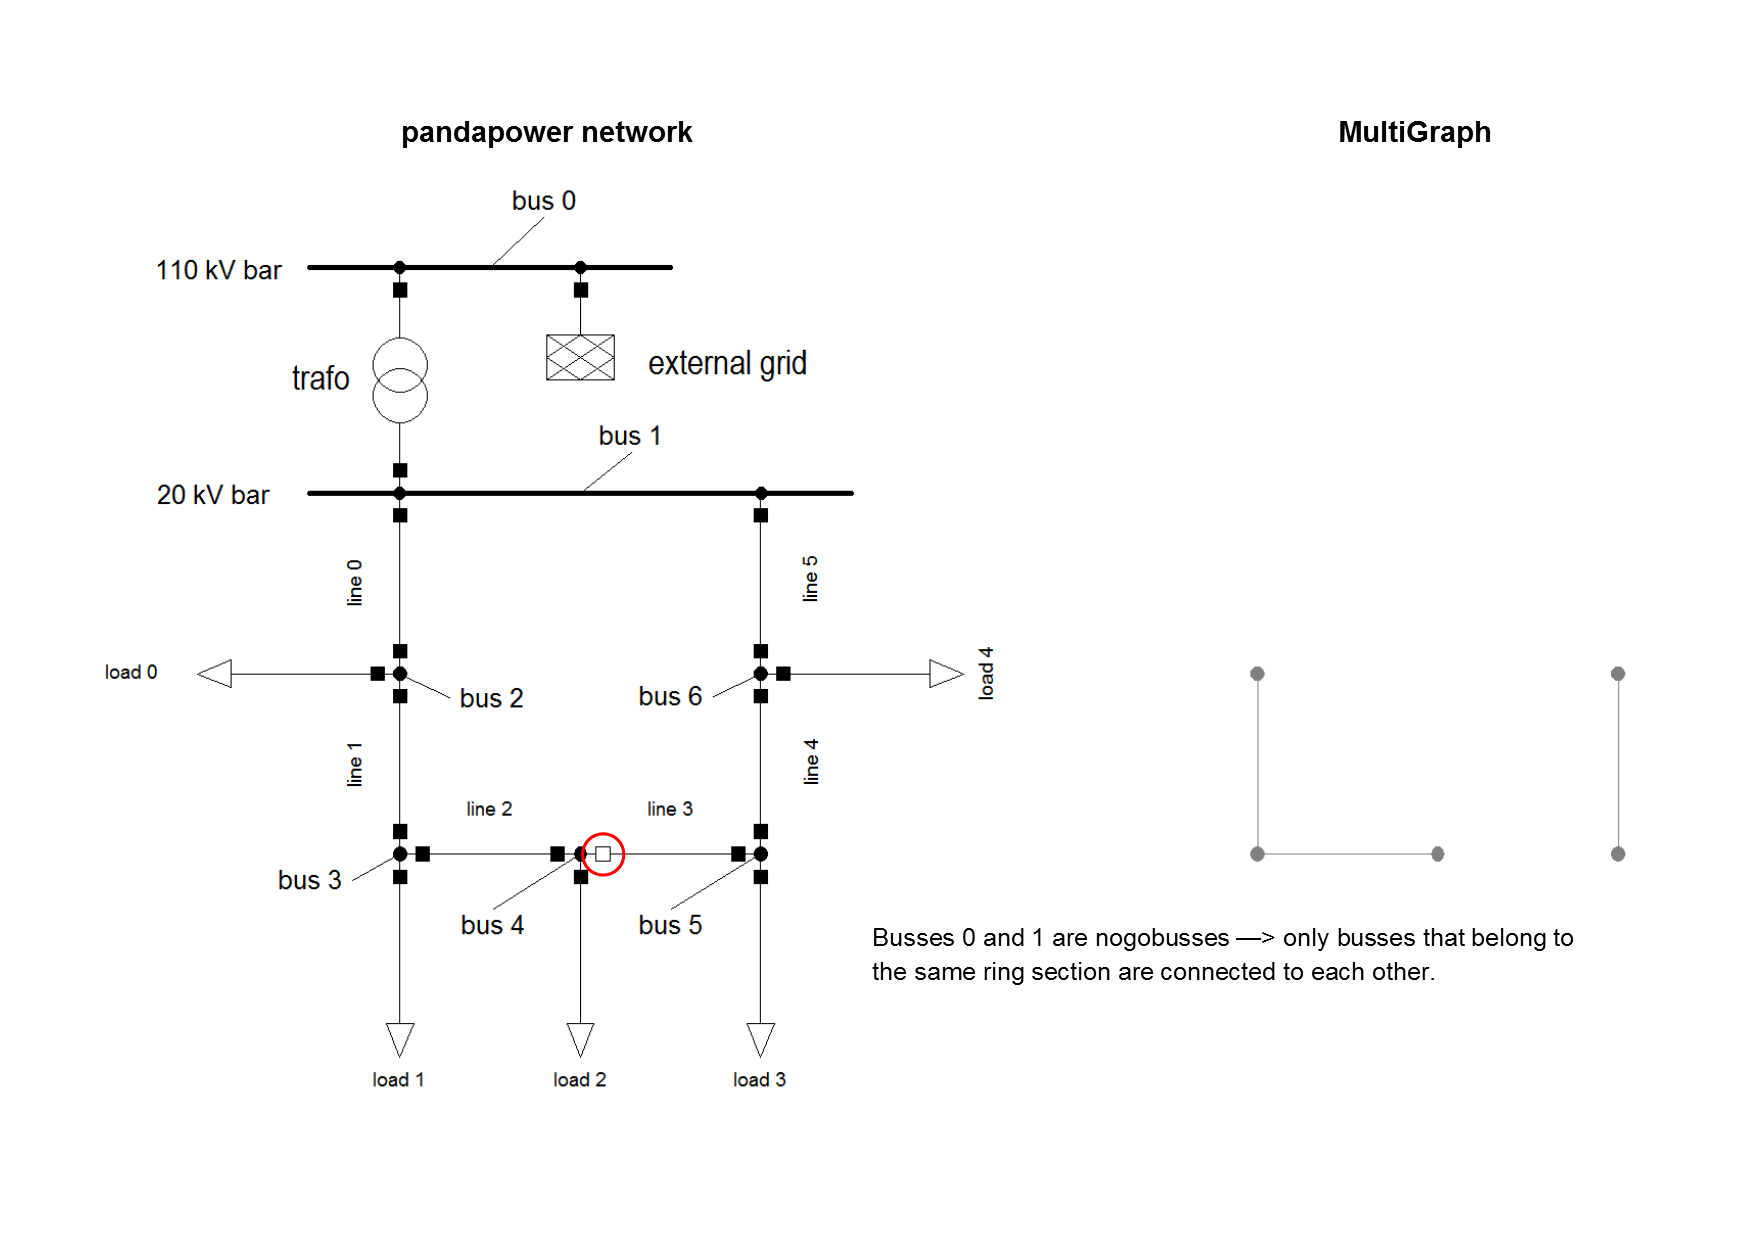 pandapower network
MultiGraph
bus 0
110 kV bar
trafo
external grid
bus 1
20 kV bar
line 0
line 5
load 0
load 4
bus 2
bus 6
line 1
line 4
line 2
line 3
bus 3
bus 4
bus 5
Busses 0 and 1 are nogobusses —> only busses that belong to
the same ring section are connected to each other.
load 1
load 2
load 3